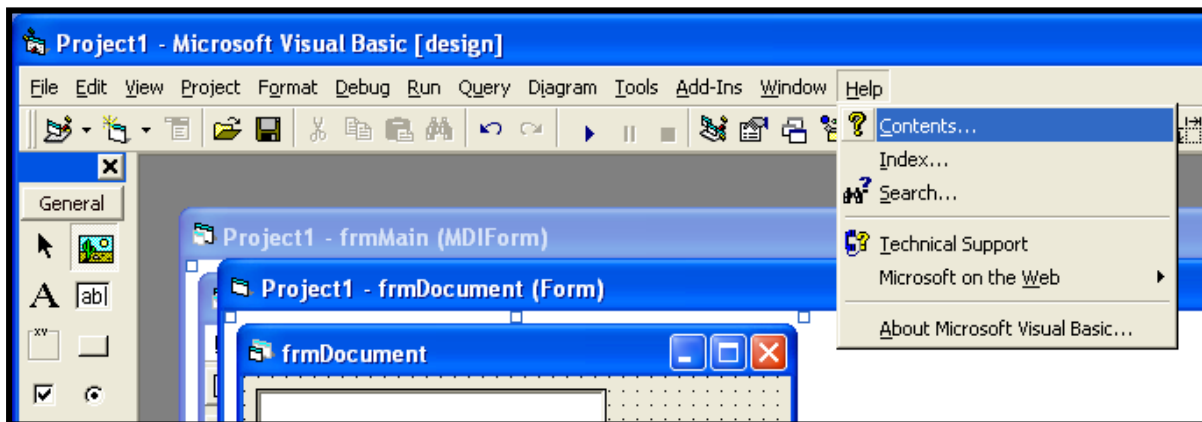 Project1 - Microsoft Visual Basic [design]
File Edit View Project Format Debug Run Query Diagram Tools Add-Ins Window Help
Contents...
Index...
Search...
General
Project1 - frmMain (MDIForm)
Technical Support
Microsoft on the Web
A ab|
Project1 - frmDocument (Form)
xv
About Microsoft Visual Basic...
frmDocument